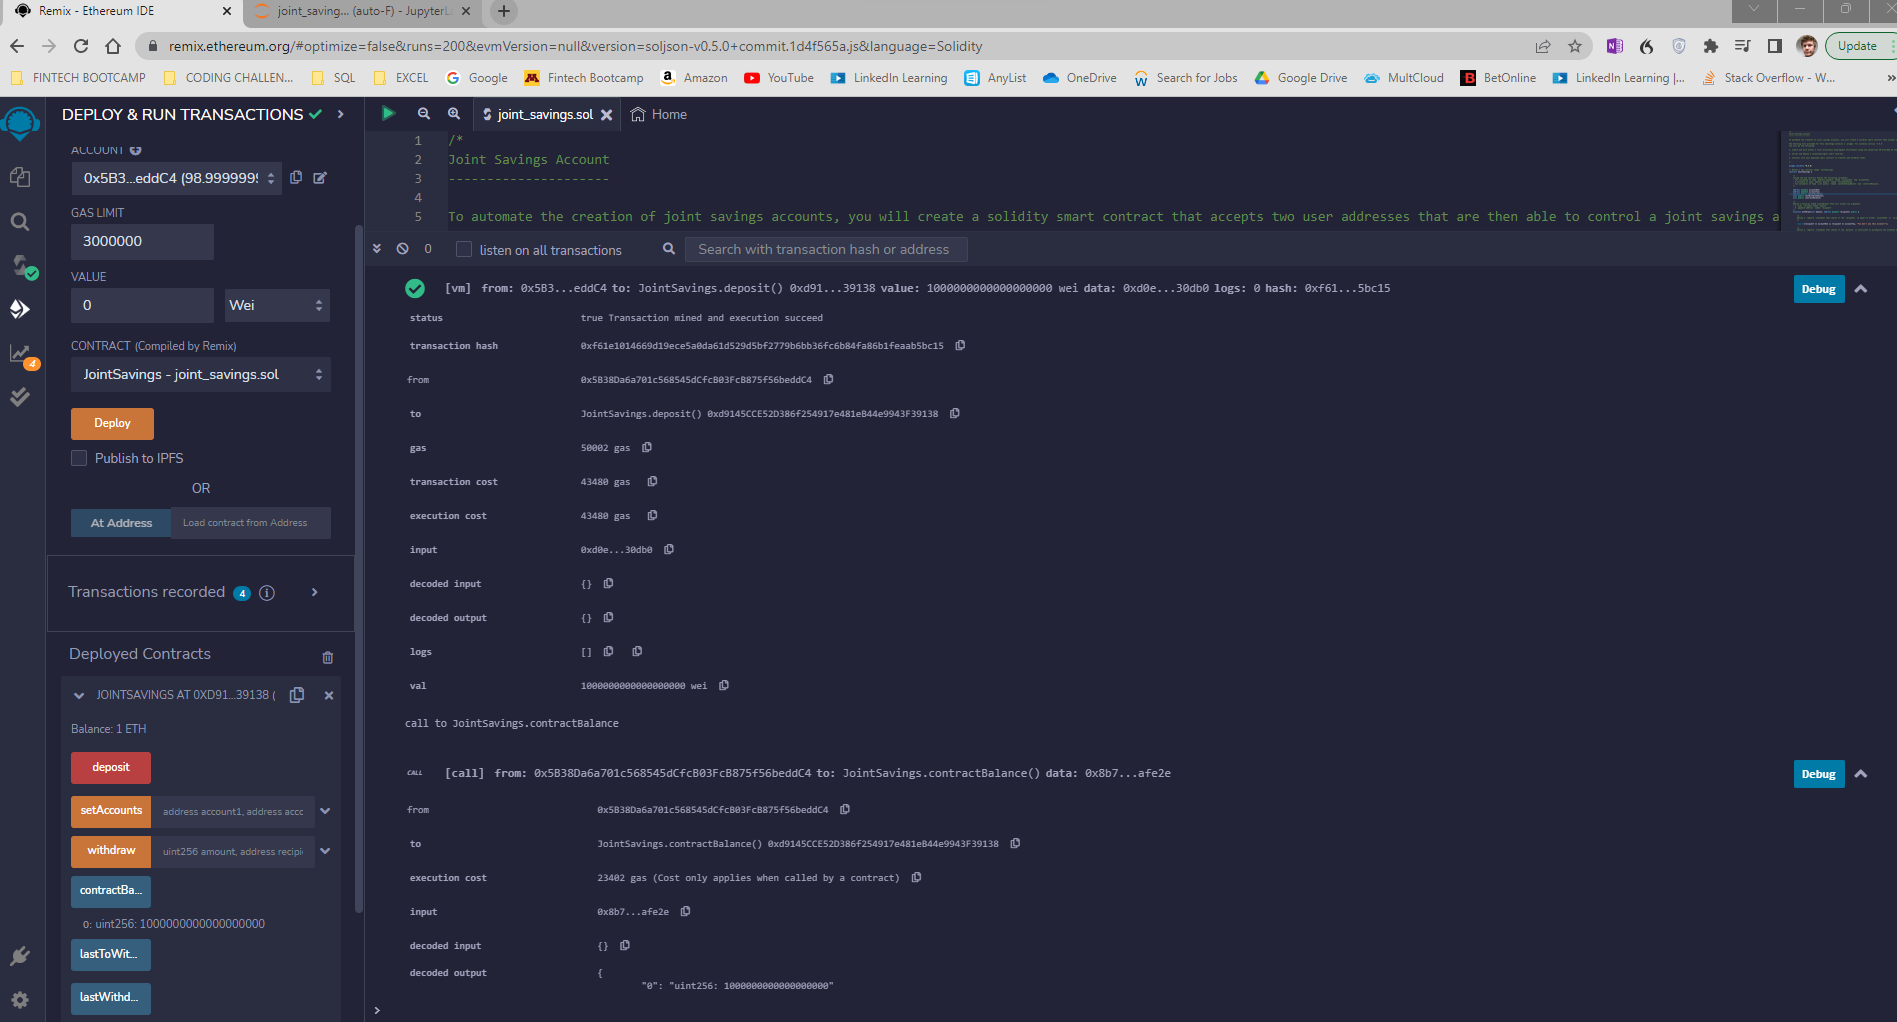 Remix - Ethereum IDE
joint_saving... (auto-F) - JupyterL
remix.ethereum.org/#optimize=false&runs=200&evmVersion=null&version=soljson-v0.5.0+commit.1d4f565a.js&language=Solidity
Update
FINTECH BOOTCAMP
CODING CHALLEN...
SQL
EXCEL
Google
Fintech Bootcamp
Amazon
YouTube
LinkedIn Learning
AnyList
OneDrive
Search for Jobs
Google Drive
MultCloud
BetOnline
LinkedIn Learning |...
Stack Overflow - W...
»
DEPLOY & RUN TRANSACTIONS
ACCOUNT
0x5B3...eddC4 (98.9999999
GAS LIMIT
3000000
VALUE
0
Wei
CONTRACT (Compiled by Remix)
JointSavings - joint_savings.sol
Deploy
Publish to IPFS
OR
At Address
Load contract from Address
Transactions recorded 4
Deployed Contracts
JOINTSAVINGS AT 0XD91...39138 (
Balance: 1 ETH
deposit
setAccounts
address account1, address acc
withdraw
uint256 amount, address recipi
contractBa...
0: uint256: 1000000000000000000
lastToWit...
lastWithd...
4
joint_savings.sol
Home
1 /*
2 Joint Savings Account
3 ---------------------
4
5 To automate the creation of joint savings accounts, you will create a solidity smart contract that accepts two user addresses that are then able to control a joint savings a
0
listen on all transactions
Search with transaction hash or address
[vm] from: 0x5B3...eddC4 to: JointSavings.deposit() 0xd91...39138 value: 1000000000000000000 wei data: 0xd0e...30db0 logs: 0 hash: 0xf61...5bc15
Debug
status true Transaction mined and execution succeed
transaction hash 0xf61e1014669d19ece5a0da61d529d5bf2779b6bb36fc6b84fa86b1feaab5bc15
from 0x5B38Da6a701c568545dCfcB03FcB875f56beddC4
to JointSavings.deposit() 0xd9145CCE52D386f254917e481eB44e9943F39138
gas 50002 gas
transaction cost 43480 gas
execution cost 43480 gas
input 0xd0e...30db0
decoded input {}
decoded output {}
logs []
val 1000000000000000000 wei
call to JointSavings.contractBalance
CALL [call] from: 0x5B38Da6a701c568545dCfcB03FcB875f56beddC4 to: JointSavings.contractBalance() data: 0x8b7...afe2e
Debug
from 0x5B38Da6a701c568545dCfcB03FcB875f56beddC4
to JointSavings.contractBalance() 0xd9145CCE52D386f254917e481eB44e9943F39138
execution cost 23402 gas (Cost only applies when called by a contract)
input 0x8b7...afe2e
decoded input {}
decoded output {
"0": "uint256: 1000000000000000000"
>